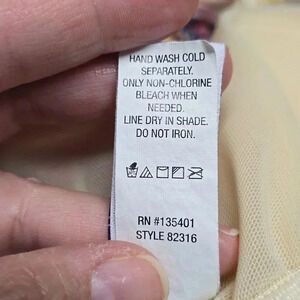 HAND WASH COLD
SEPARATELY.
ONLY NON-CHLORINE
BLEACH WHEN
NEEDED.
LINE DRY IN SHADE.
DO NOT IRON.
RN #135401
STYLE 82316